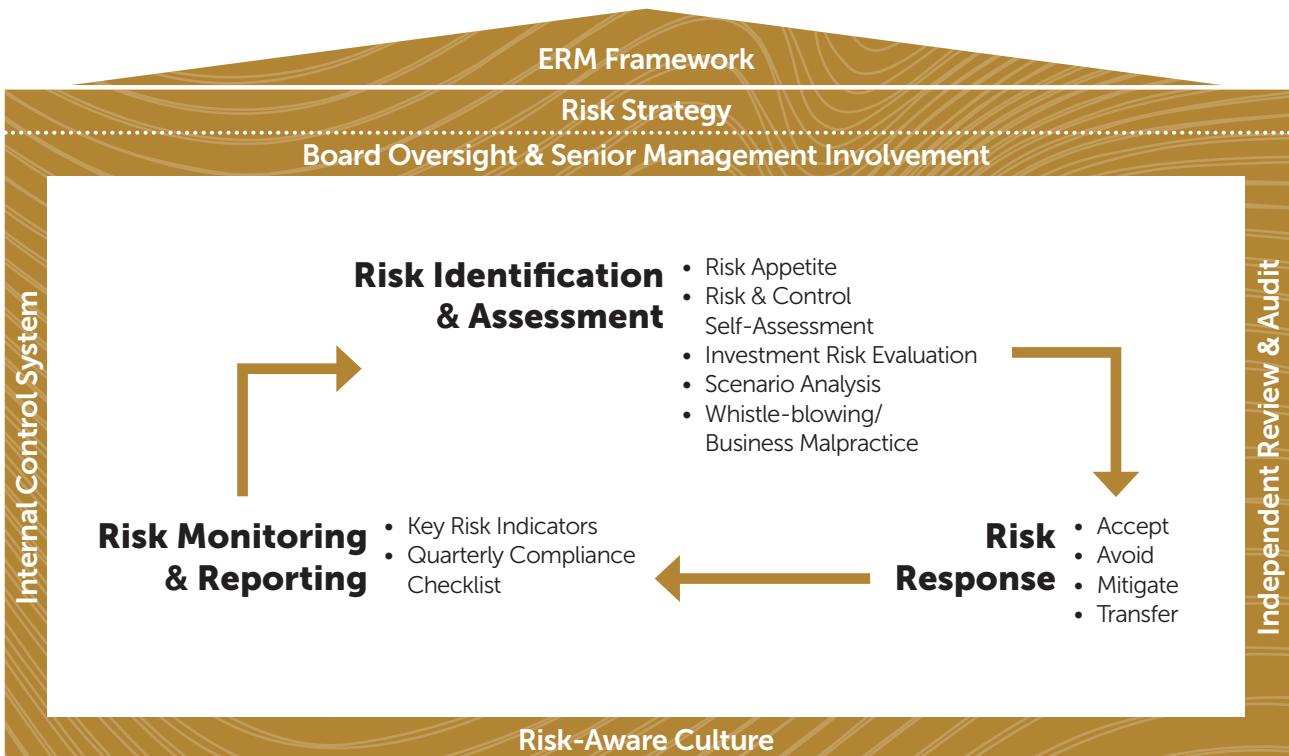 ERM Framework
Risk Strategy
Board Oversight & Senior Management Involvement
Internal Control System
Risk Identification
& Assessment
• Risk Appetite
• Risk & Control
Self-Assessment
• Investment Risk Evaluation
• Scenario Analysis
• Whistle-blowing/
Business Malpractice
Risk Monitoring
& Reporting
• Key Risk Indicators
• Quarterly Compliance
Checklist
Risk
Response
• Accept
• Avoid
• Mitigate
• Transfer
Independent Review & Audit
Risk-Aware Culture